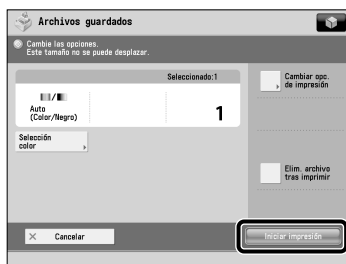 Archivos guardados
Cambie las opciones.
Este tamaño no se puede desplazar.
Seleccionado:1
Cambiar opc.
de impresión
Auto
(Color/Negro)
1
Selección
color
Elim. archivo
tras imprimir
Cancelar
Iniciar impresión